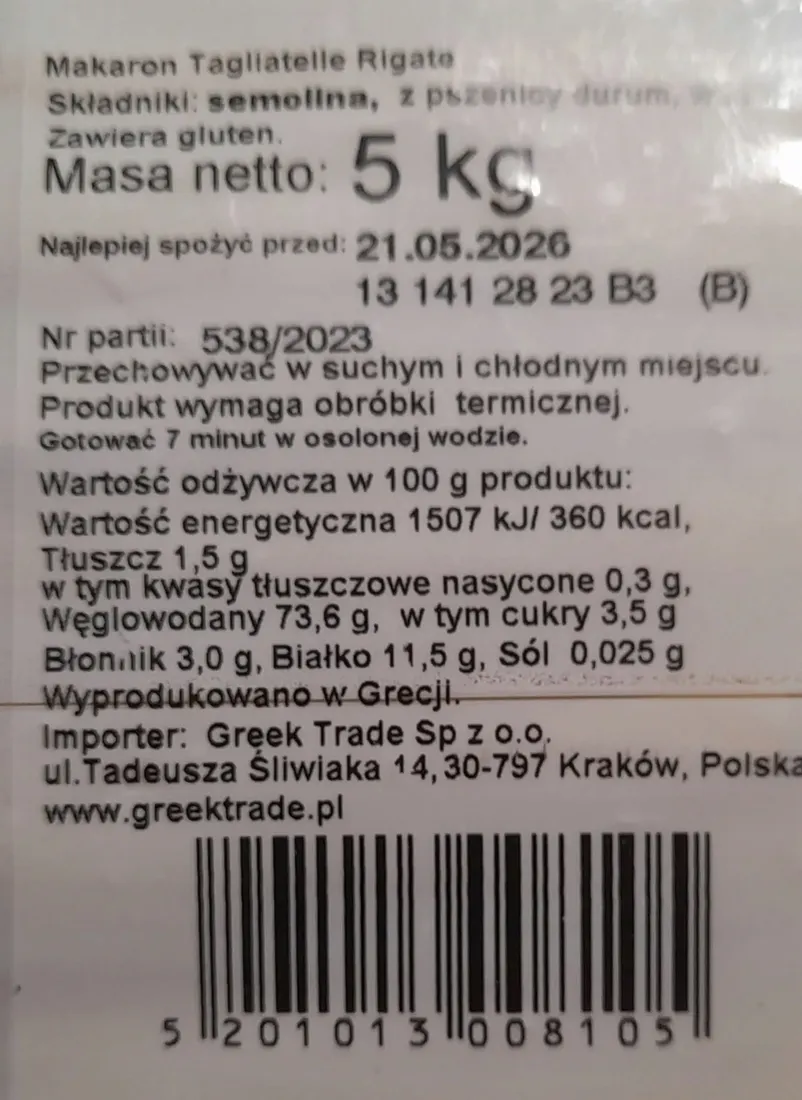 Makaron Tagliatelle Rigate
Składniki: semolina, z pszenicy durum,
Zawiera gluten.
Masa netto: 5 kg
Najlepiej spożyć przed: 21.05.2026
13 141 28 23 B3 (B)
Nr partii: 538/2023
Przechowywać w suchym i chłodnym miejscu.
Produkt wymaga obróbki termicznej.
Gotować 7 minut w osolonej wodzie.
Wartość odżywcza w 100 g produktu:
Wartość energetyczna 1507 kJ/ 360 kcal,
Tłuszcz 1,5 g
w tym kwasy tłuszczowe nasycone 0,3 g,
Węglowodany 73,6 g, w tym cukry 3,5 g
Błonnik 3,0 g, Białko 11,5 g, Sól 0,025 g
Wyprodukowano w Grecji.
Importer: Greek Trade Sp z o.o.
ul.Tadeusza Śliwiaka 14,30-797 Kraków, Polska
www.greektrade.pl
5 201013 008105